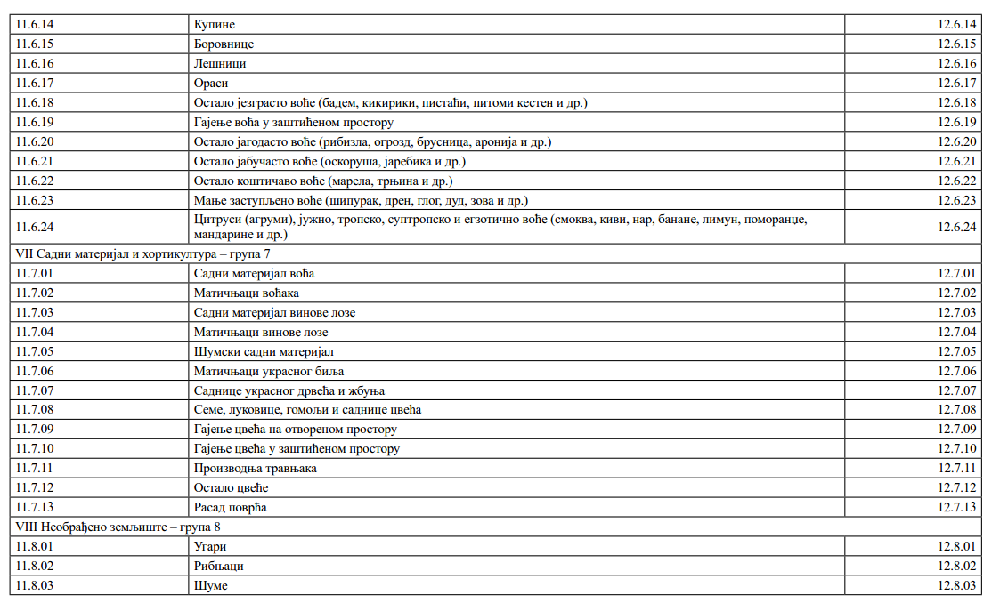 11.6.14 Купине 12.6.14
11.6.15 Боровнице 12.6.15
11.6.16 Лешници 12.6.16
11.6.17 Ораси 12.6.17
11.6.18 Остало језграсто воће (бадем, кикирики, пистаћи, питоми кестен и др.) 12.6.18
11.6.19 Гајење воћа у заштићеном простору 12.6.19
11.6.20 Остало јагодасто воће (рибизла, огрозд, брусница, аронија и др.) 12.6.20
11.6.21 Остало јабучасто воће (оскоруша, јаребика и др.) 12.6.21
11.6.22 Остало коштичаво воће (марела, трњина и др.) 12.6.22
11.6.23 Мање заступљено воће (шипурак, дрен, глог, дуд, зова и др.) 12.6.23
11.6.24 Цитруси (агруми), јужно, тропско, суптропско и егзотично воће (смоква, киви, нар, банане, лимун, поморанџе, 12.6.24
мандарине и др.)
VII Садни материјал и хортикултура – група 7
11.7.01 Садни материјал воћа 12.7.01
11.7.02 Матичњаци воћака 12.7.02
11.7.03 Садни материјал винове лозе 12.7.03
11.7.04 Матичњаци винове лозе 12.7.04
11.7.05 Шумски садни материјал 12.7.05
11.7.06 Матичњаци украсног биља 12.7.06
11.7.07 Саднице украсног дрвећа и жбуња 12.7.07
11.7.08 Семе, луковице, гомољи и саднице цвећа 12.7.08
11.7.09 Гајење цвећа на отвореном простору 12.7.09
11.7.10 Гајење цвећа у заштићеном простору 12.7.10
11.7.11 Производња травњака 12.7.11
11.7.12 Остало цвеће 12.7.12
11.7.13 Расад поврћа 12.7.13
VIII Необрађено земљиште – група 8
11.8.01 Угари 12.8.01
11.8.02 Рибњаци 12.8.02
11.8.03 Шуме 12.8.03